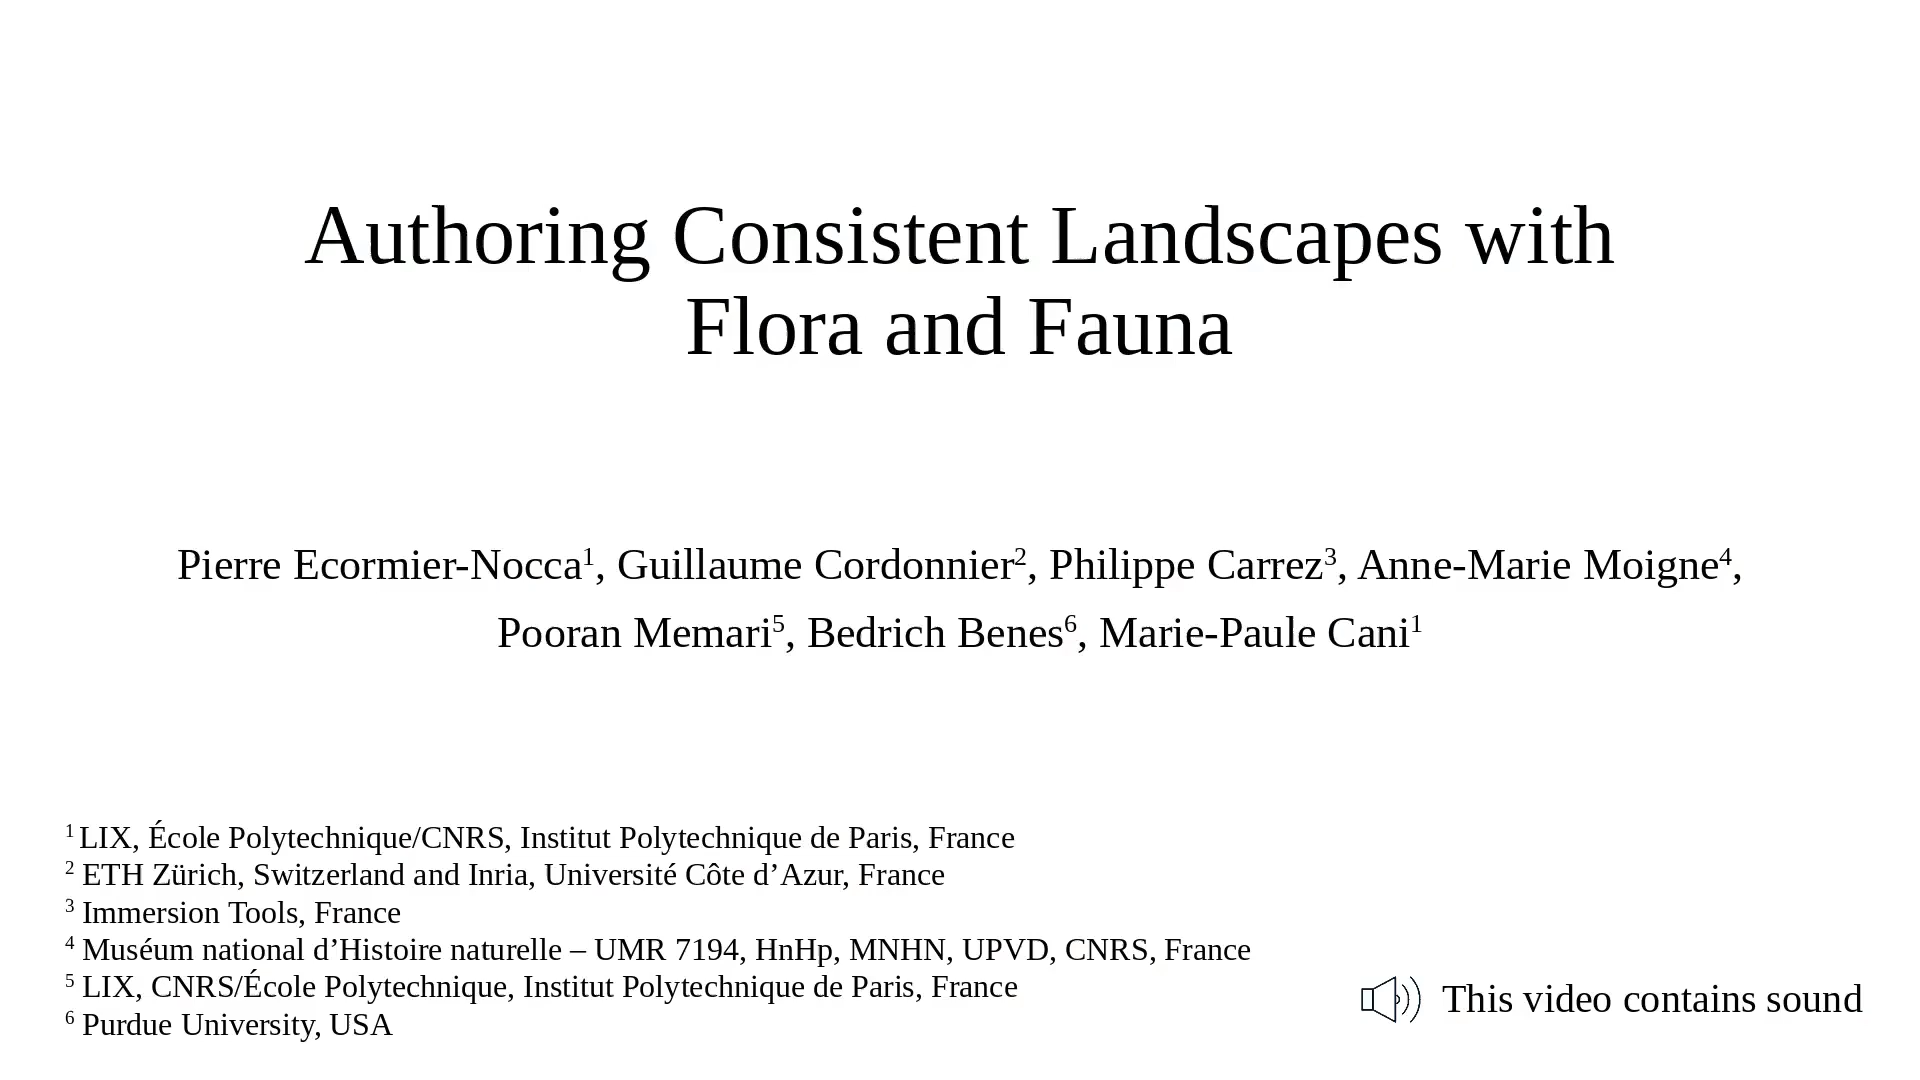 Authoring Consistent Landscapes with
Flora and Fauna
Pierre Ecormier-Nocca¹, Guillaume Cordonnier², Philippe Carrez³, Anne-Marie Moigne⁴,
Pooran Memari⁵, Bedrich Benes⁶, Marie-Paule Cani¹
¹ LIX, École Polytechnique/CNRS, Institut Polytechnique de Paris, France
² ETH Zürich, Switzerland and Inria, Université Côte d’Azur, France
³ Immersion Tools, France
⁴ Muséum national d’Histoire naturelle – UMR 7194, HnHp, MNHN, UPVD, CNRS, France
⁵ LIX, CNRS/École Polytechnique, Institut Polytechnique de Paris, France
⁶ Purdue University, USA
This video contains sound